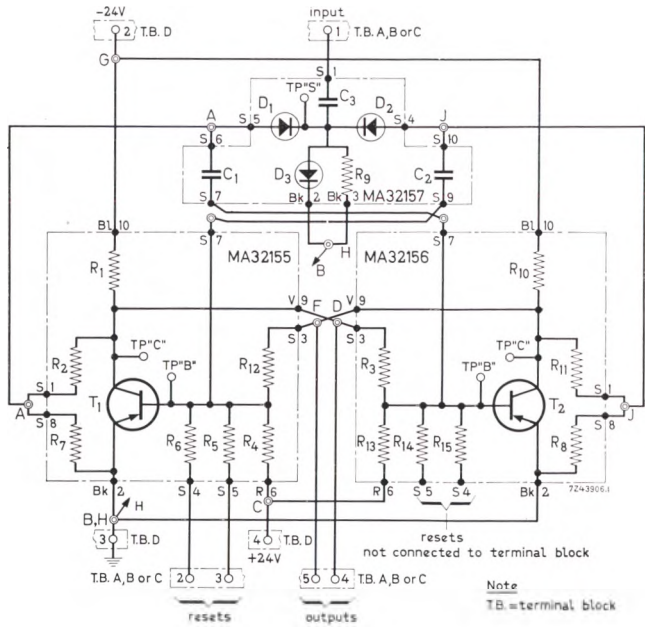 -24V
2 T.B. D
input
1 T.B. A,B or C
G
S 1
TP"S"
C3
A
S 5
D1
D2
S 4
J
S 6
S 10
C1
D3
R9
C2
S 7
Bk 2
Bk 3
MA32157
S 9
S 7
H
B
S 7
Bl 10
MA32155
MA32156
Bl 10
R1
R10
V 9
F
D
V 9
S 3
S 3
TP"C"
R2
R12
R3
TP"C"
R11
TP"B"
TP"B"
S 1
S 1
A
T1
T2
J
S 8
S 8
R7
R6
R5
R4
R13
R14
R15
R8
Bk 2
S 4
S 5
R 6
R 6
S 5
S 4
Bk 2
7Z43906.1
H
C
B,H
resets
not connected to terminal block
3 T.B. D
4 T.B. D
+24V
T.B. A,B or C
2
3
5
4
T.B. A,B or C
resets
outputs
Note
T.B. = terminal block